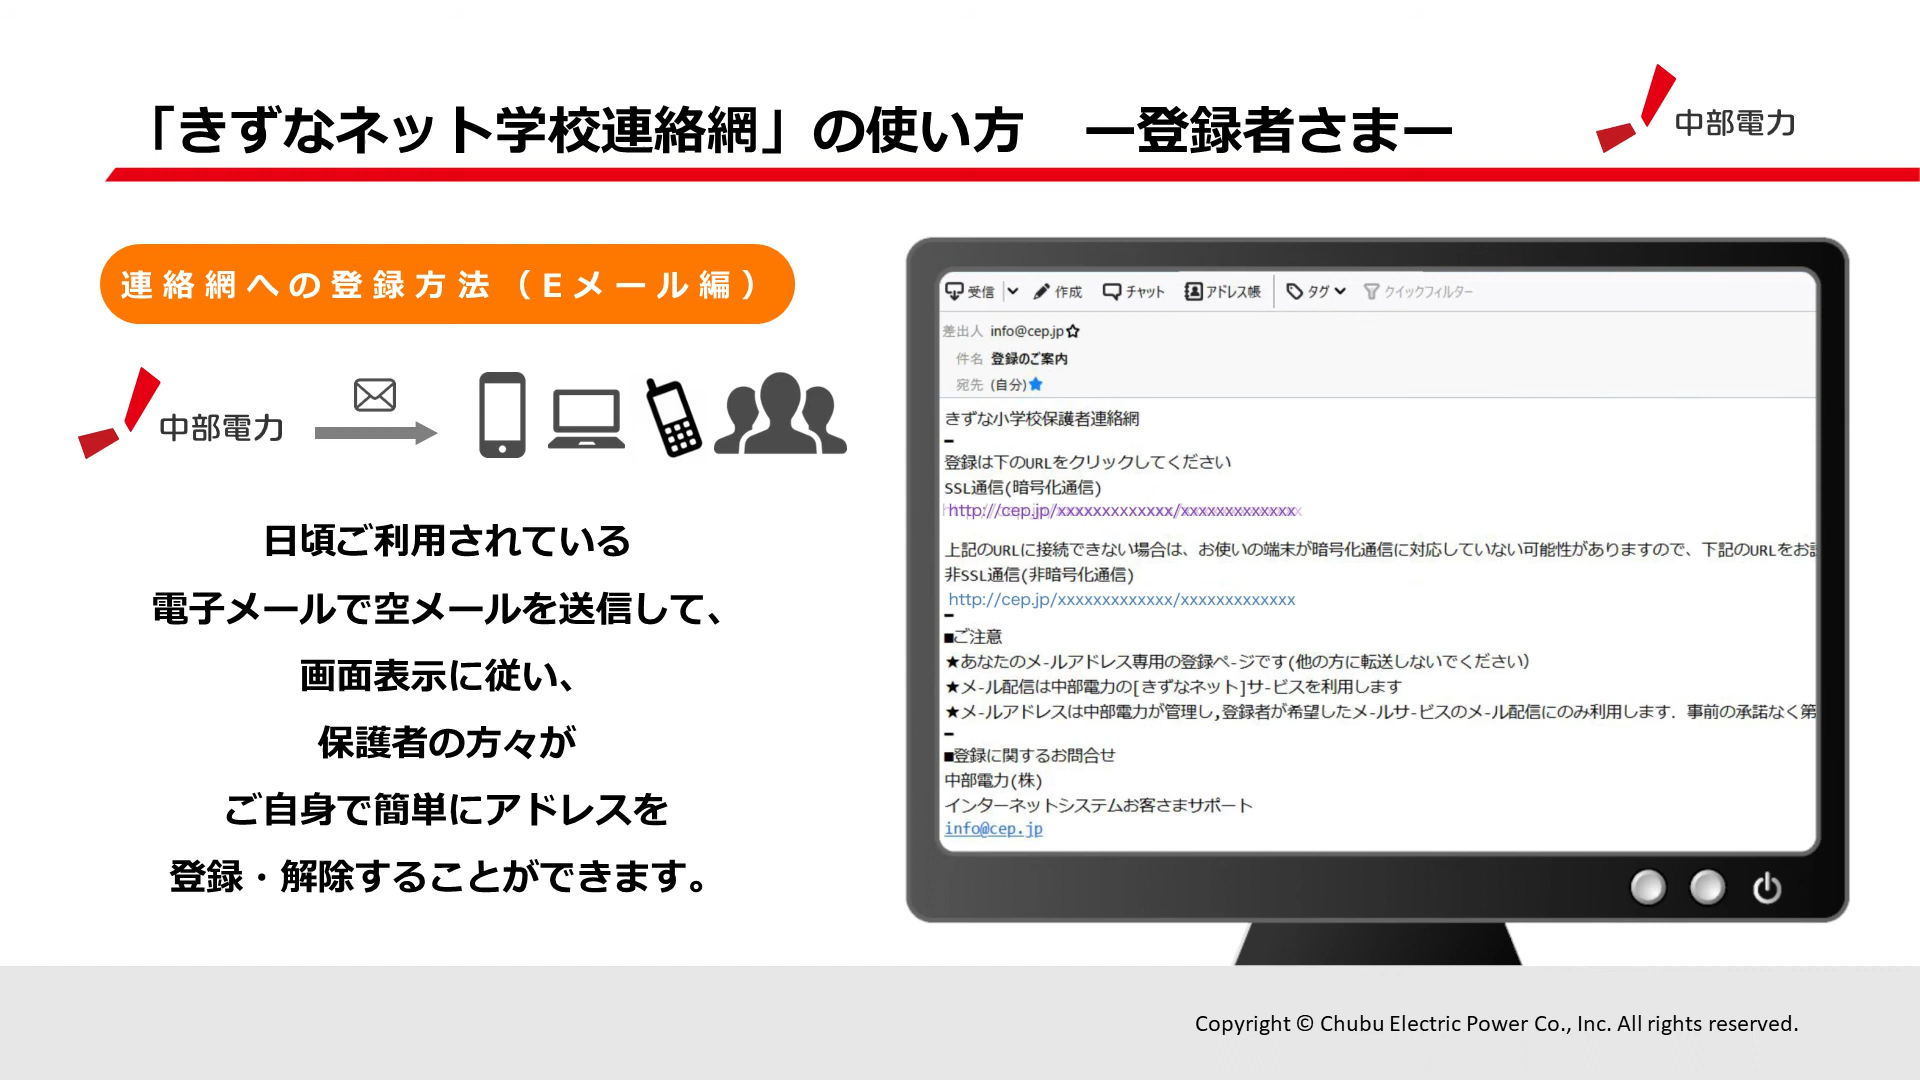 「きずなネット学校連絡網」の使い方　ー登録者さまー
中部電力
連絡網への登録方法（Eメール編）
中部電力
日頃ご利用されている
電子メールで空メールを送信して、
画面表示に従い、
保護者の方々が
ご自身で簡単にアドレスを
登録・解除することができます。
受信 作成 チャット アドレス帳 タグ クイックフィルター
差出人 info@cep.jp☆
件名 登録のご案内
宛先 (自分)★
きずな小学校保護者連絡網
ー
登録は下のURLをクリックしてください
SSL通信(暗号化通信)
http://cep.jp/xxxxxxxxxxxxx/xxxxxxxxxxxxx
上記のURLに接続できない場合は、お使いの端末が暗号化通信に対応していない可能性がありますので、下記のURLをお
非SSL通信(非暗号化通信)
http://cep.jp/xxxxxxxxxxxxx/xxxxxxxxxxxxx
ー
■ご注意
★あなたのメ-ルアドレス専用の登録ペ-ジです(他の方に転送しないでください)
★メ-ル配信は中部電力の[きずなネット]サ-ビスを利用します
★メ-ルアドレスは中部電力が管理し,登録者が希望したメ-ルサ-ビスのメ-ル配信にのみ利用します. 事前の承諾なく第
ー
■登録に関するお問合せ
中部電力(株)
インターネットシステムお客さまサポート
info@cep.jp
Copyright © Chubu Electric Power Co., Inc. All rights reserved.